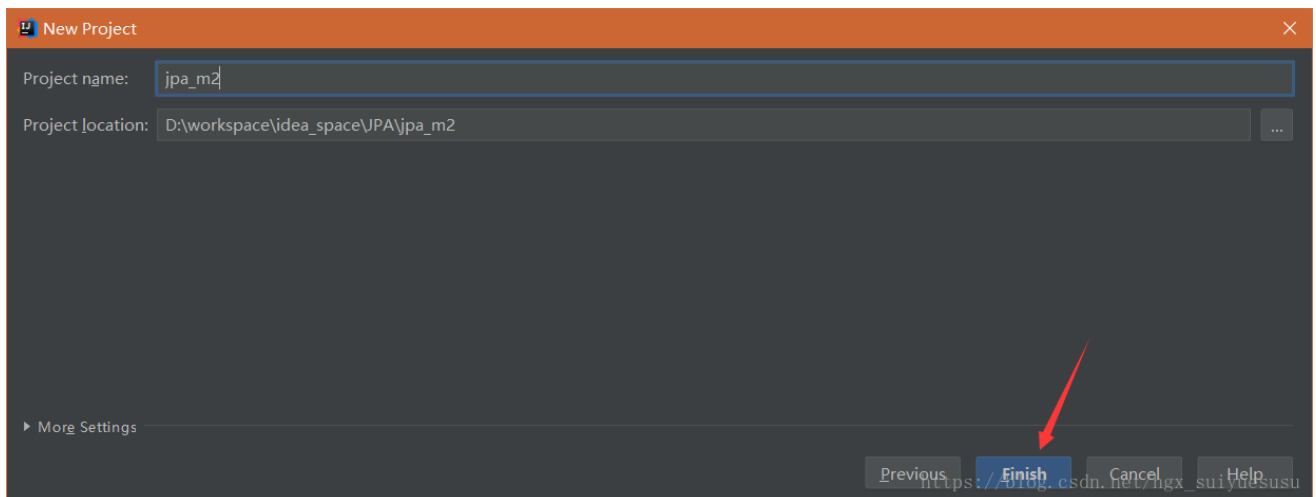 New Project
Project name: jpa_m2
Project location: D:\workspace\idea_space\JPA\jpa_m2 ...
More Settings
Previous Finish Cancel Help
https://blog.csdn.net/hgx_suiyuesusu